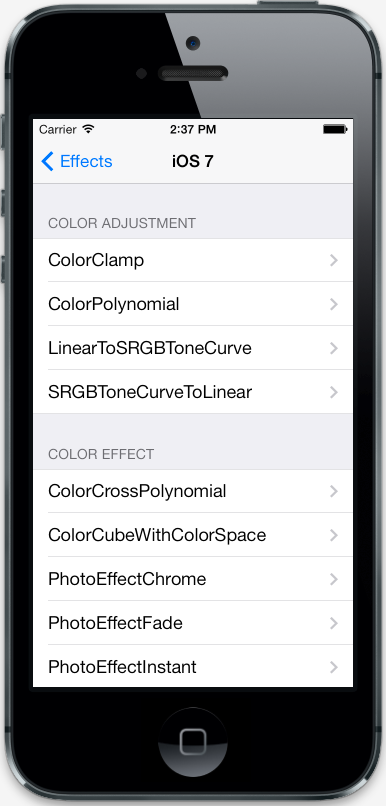 Carrier 2:37 PM
Effects iOS 7
COLOR ADJUSTMENT
ColorClamp
ColorPolynomial
LinearToSRGBToneCurve
SRGBToneCurveToLinear
COLOR EFFECT
ColorCrossPolynomial
ColorCubeWithColorSpace
PhotoEffectChrome
PhotoEffectFade
PhotoEffectInstant